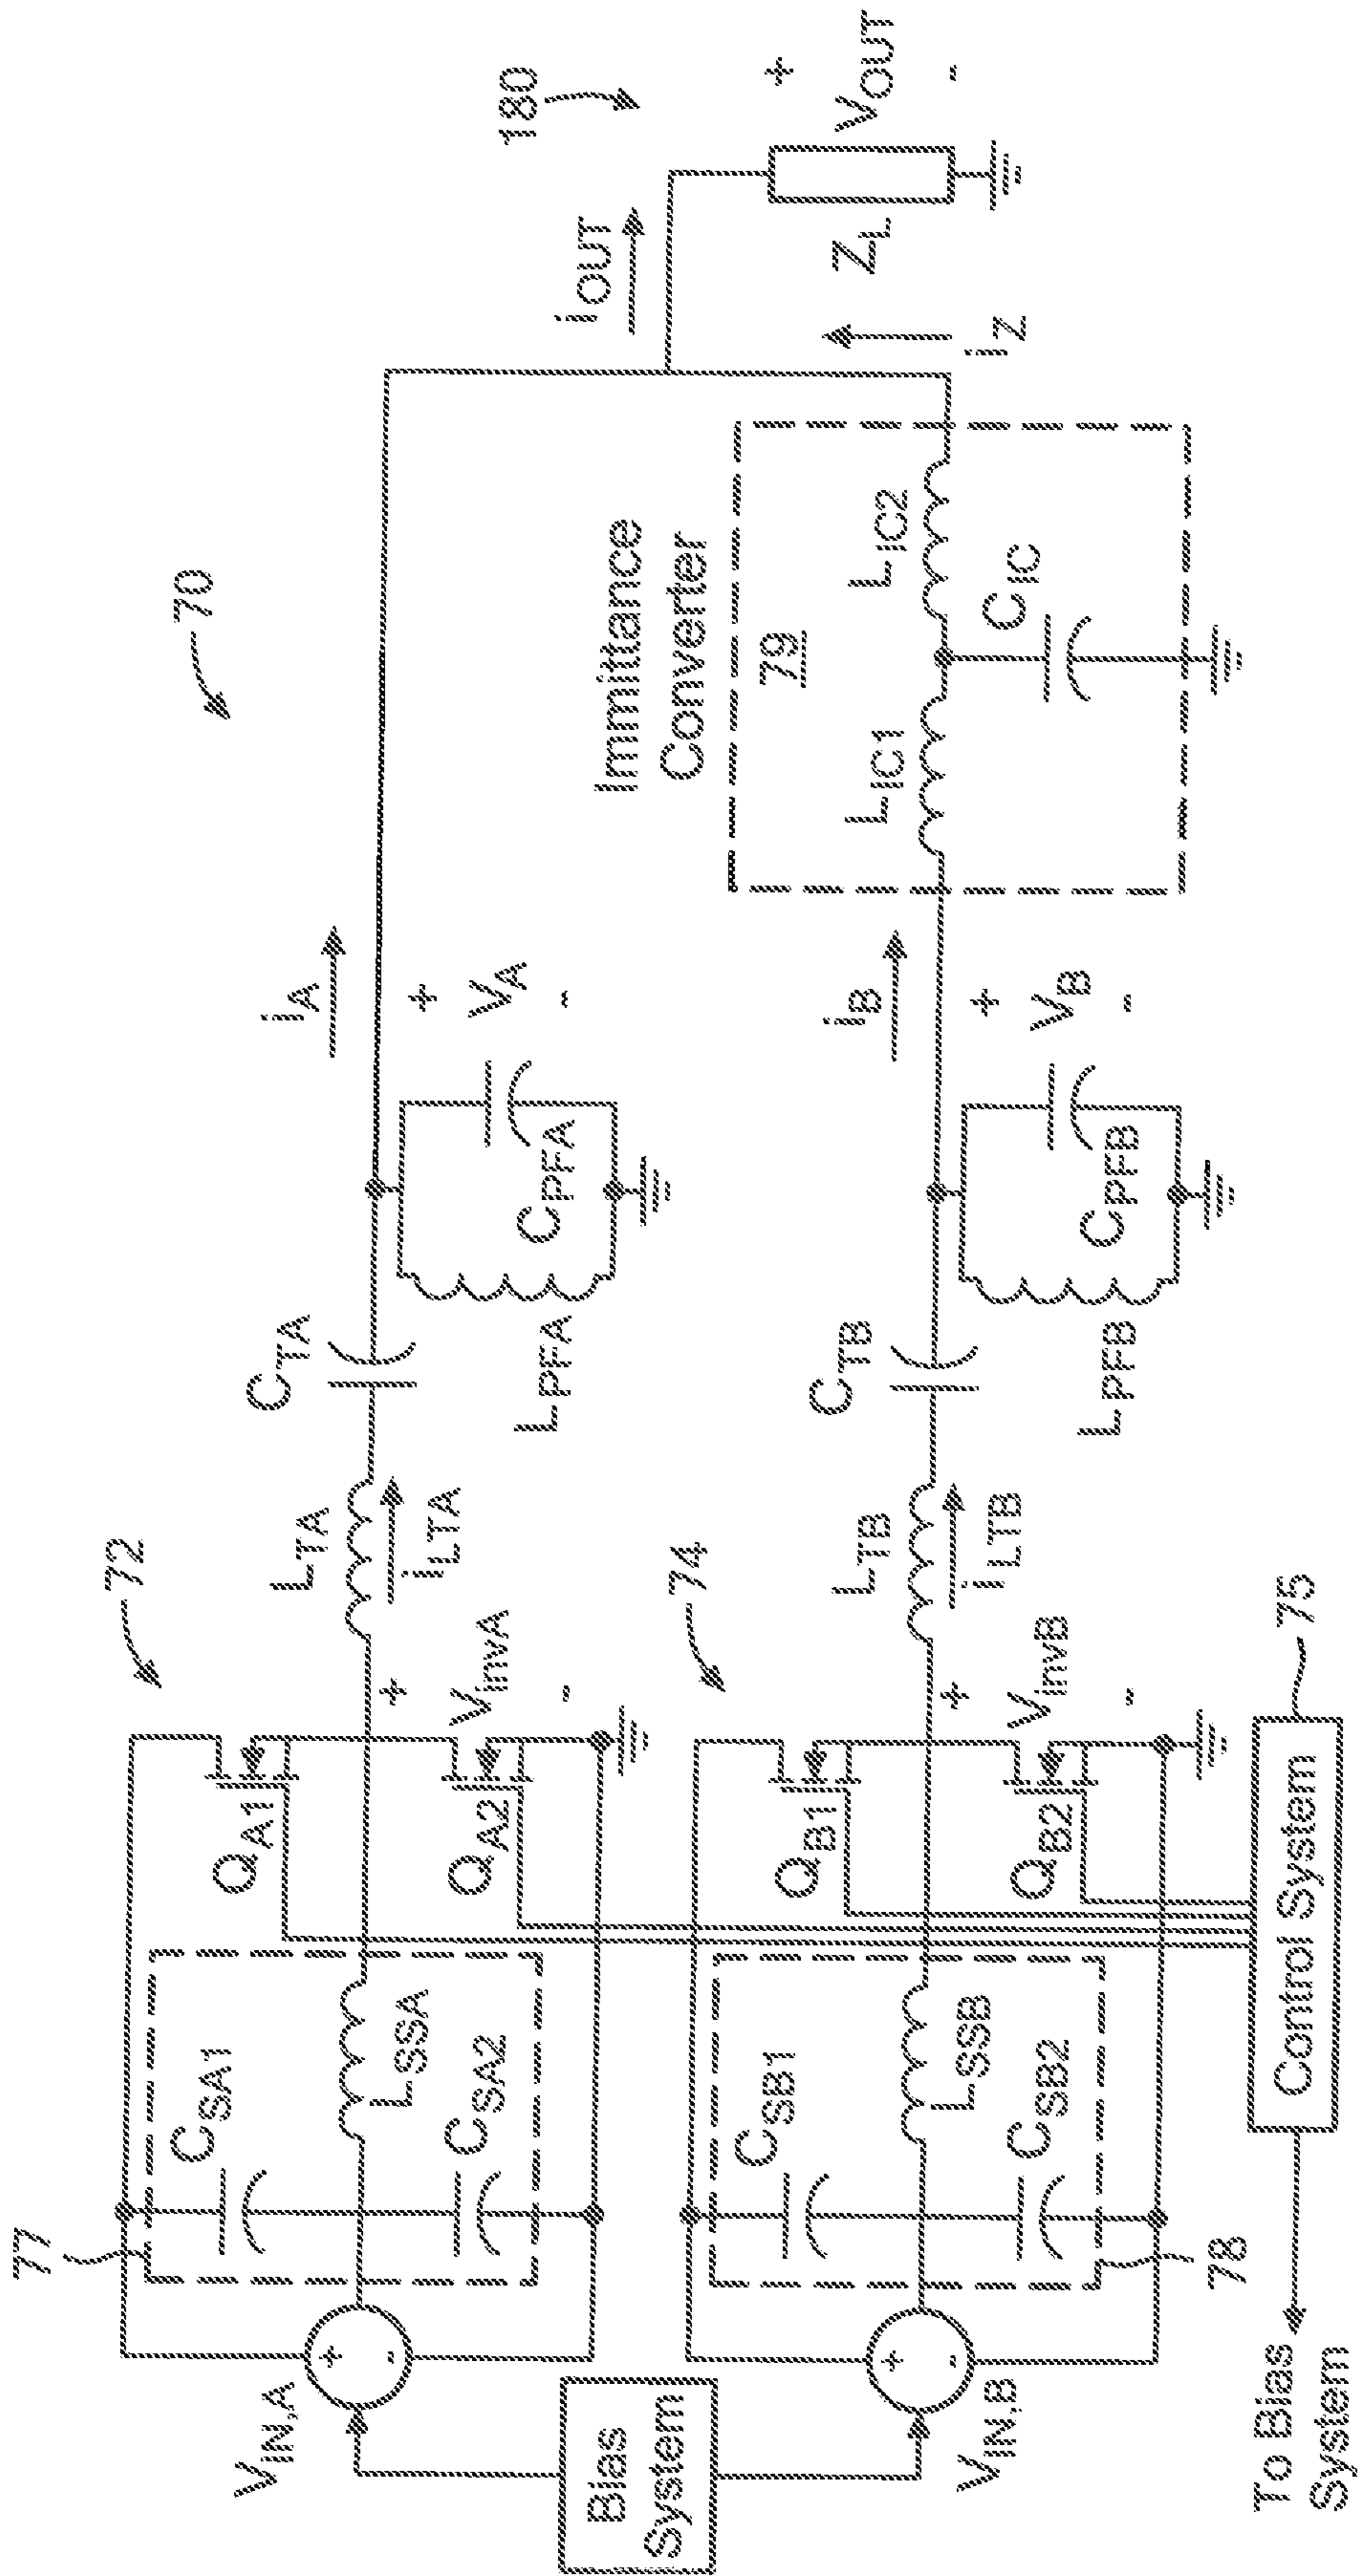 70
180
72
77
V_IN,A
C_SA1
L_SSA
C_SA2
Q_A1
Q_A2
+
V_invA
-
L_TA
i_LTA
C_TA
L_PFA
C_PFA
i_A
+
V_A
-
i_OUT
+
V_OUT
-
Z_L
i_Z
Bias
System
+
-
74
78
V_IN,B
+
-
C_SB1
L_SSB
C_SB2
Q_B1
Q_B2
+
V_invB
-
L_TB
i_LTB
C_TB
L_PFB
C_PFB
i_B
+
V_B
-
Immittance
Converter
79
L_IC1
L_IC2
C_IC
To Bias
System
Control System
75